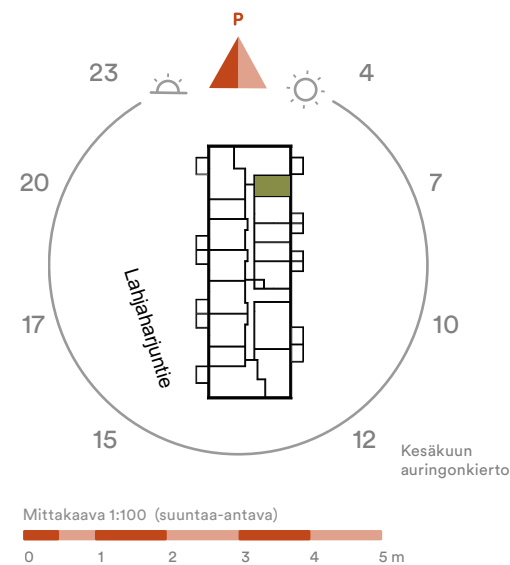 P
23
4
20
7
Lahjaharjuntie
17
10
15
12
Kesäkuun
auringonkierto
Mittakaava 1:100 (suuntaa-antava)
0 1 2 3 4 5 m